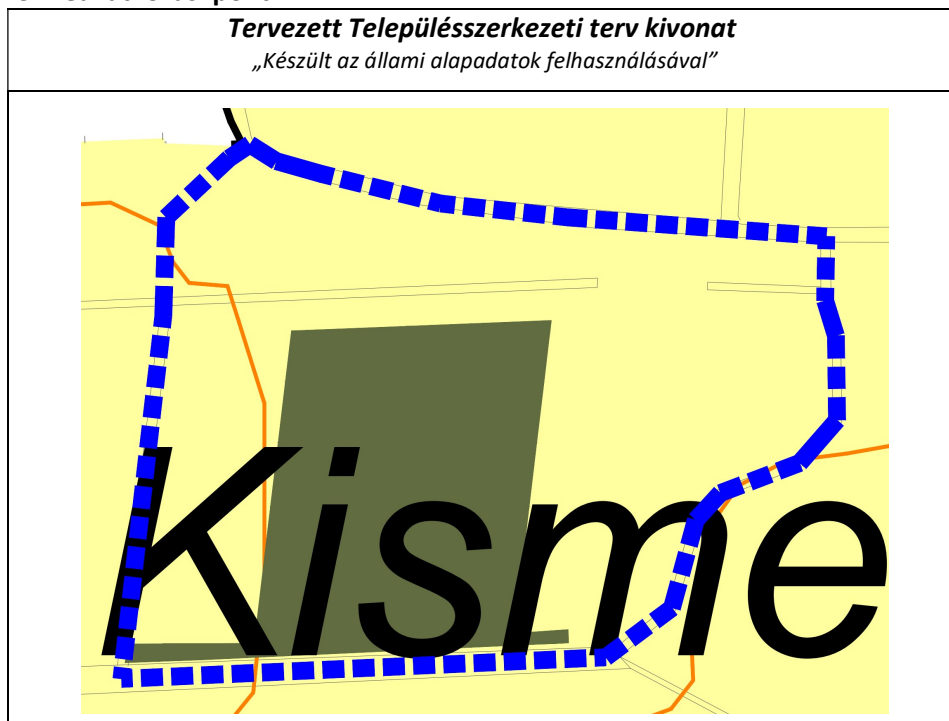 Tervezett Településszerkezeti terv kivonat
„Készült az állami alapadatok felhasználásával”
Kisme